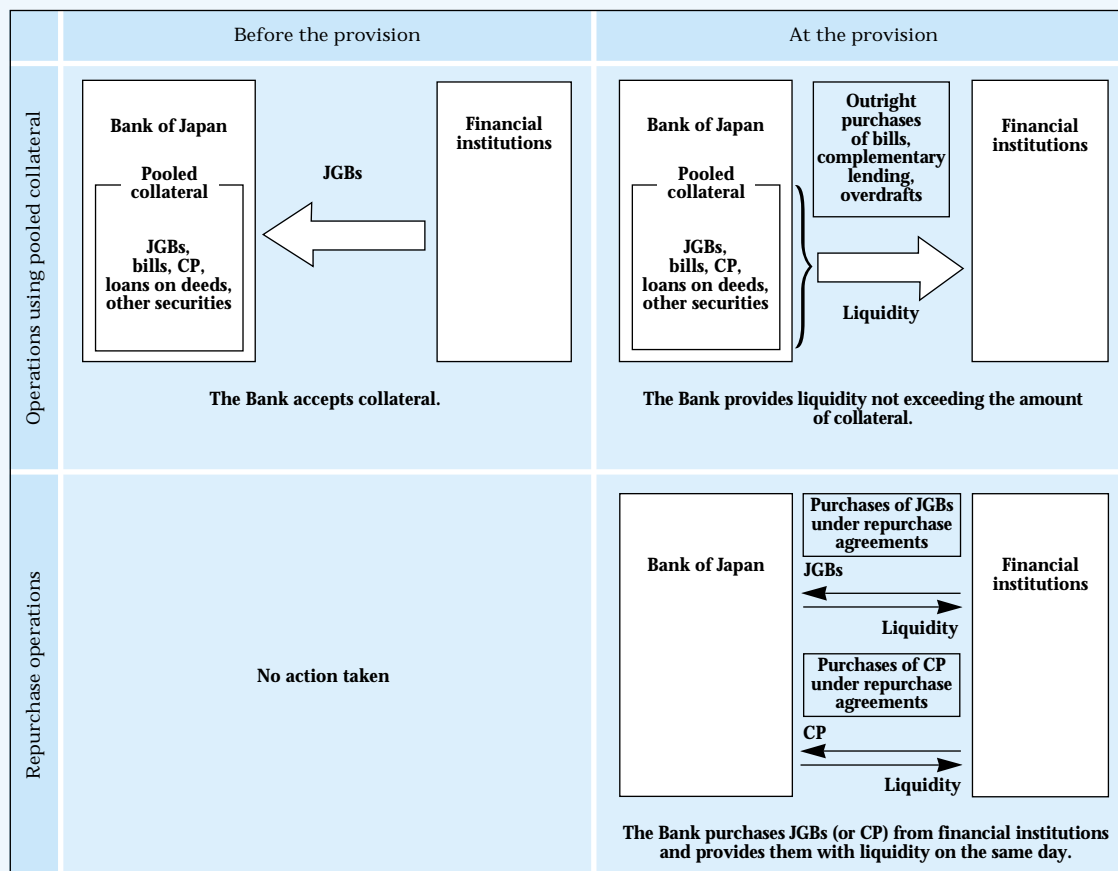 Before the provision
At the provision
Operations using pooled collateral
Bank of Japan
Pooled
collateral
JGBs,
bills, CP,
loans on deeds,
other securities
JGBs
Financial
institutions
The Bank accepts collateral.
Bank of Japan
Pooled
collateral
JGBs,
bills, CP,
loans on deeds,
other securities
Outright
purchases
of bills,
complementary
lending,
overdrafts
Liquidity
Financial
institutions
The Bank provides liquidity not exceeding the amount
of collateral.
Repurchase operations
No action taken
Bank of Japan
Purchases of JGBs
under repurchase
agreements
JGBs
Liquidity
Purchases of CP
under repurchase
agreements
CP
Liquidity
Financial
institutions
The Bank purchases JGBs (or CP) from financial institutions
and provides them with liquidity on the same day.